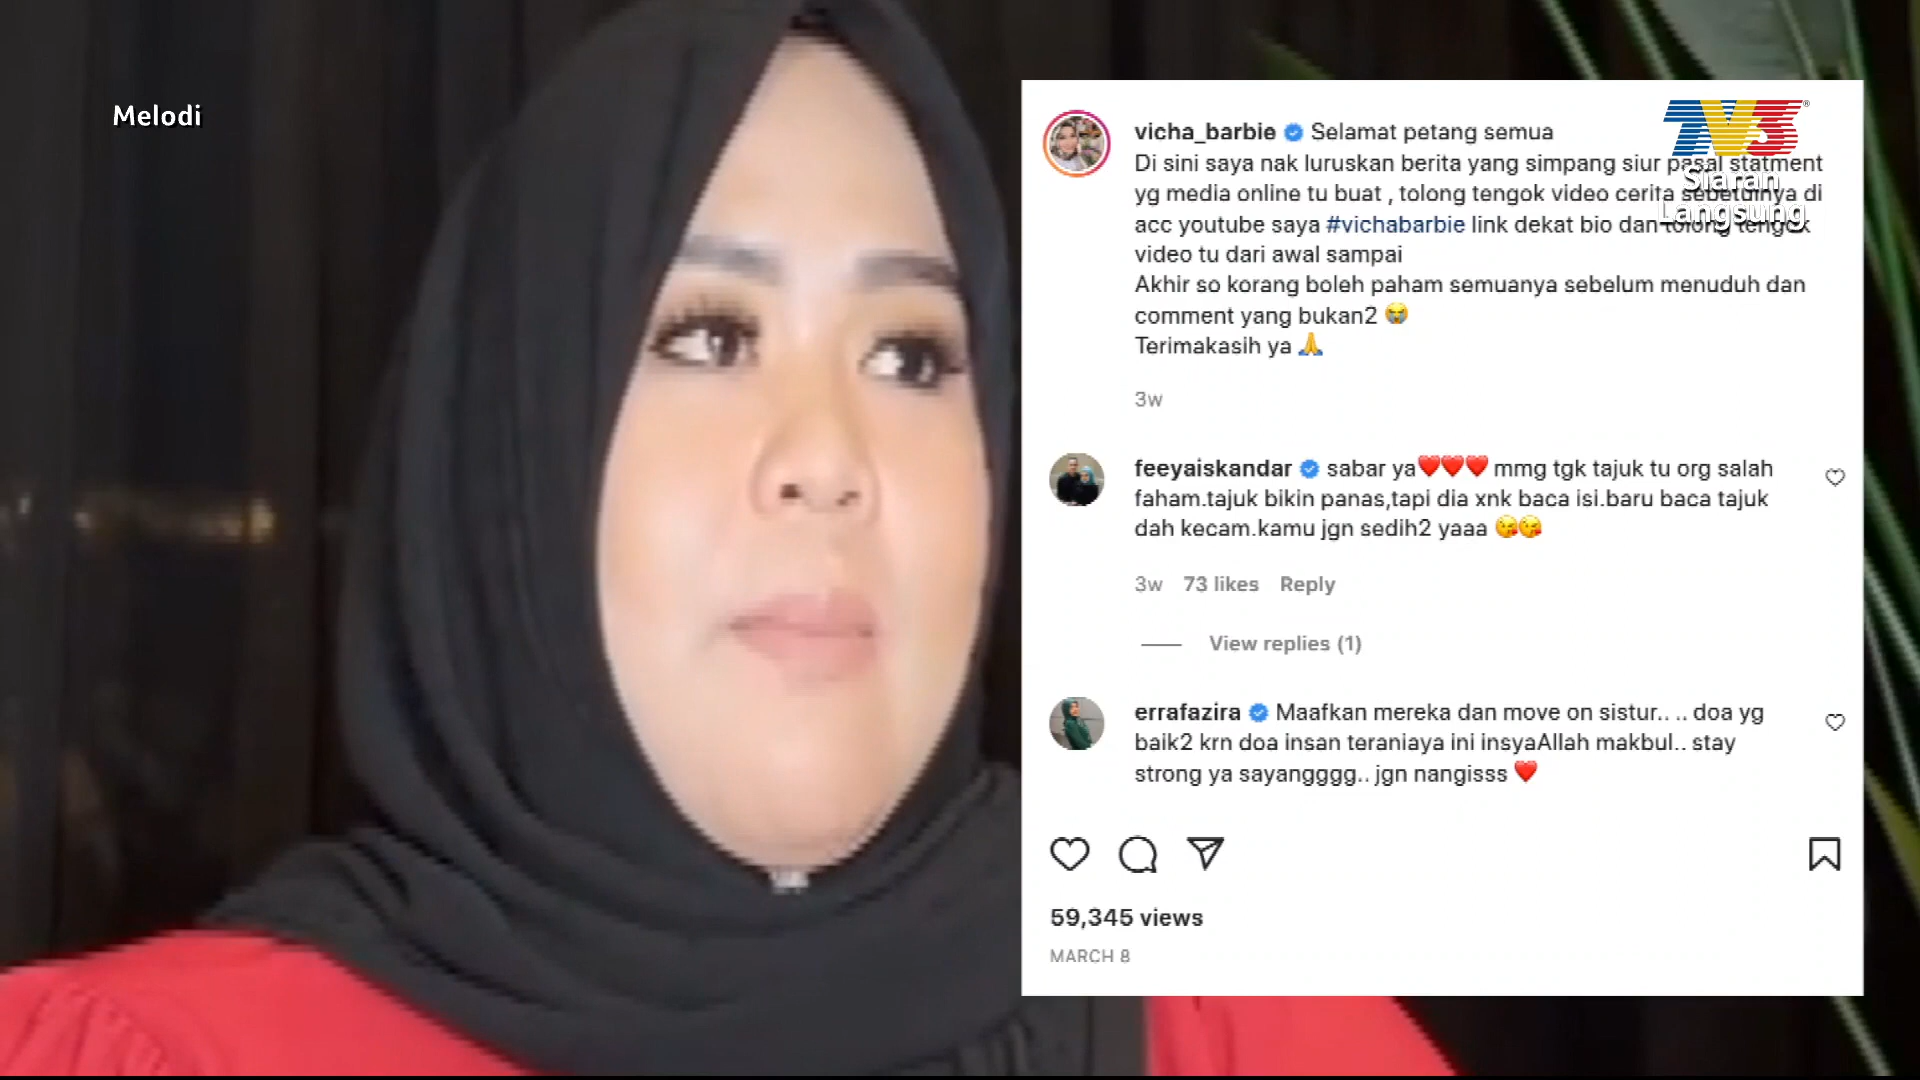 Melodi
TV3
Siaran
Langsung
vicha_barbie Selamat petang semua
Di sini saya nak luruskan berita yang simpang siur pasal statment
yg media online tu buat , tolong tengok video cerita sebetulnya di
acc youtube saya #vichabarbie link dekat bio dan tolong tengok
video tu dari awal sampai
Akhir so korang boleh paham semuanya sebelum menuduh dan
comment yang bukan2 😭
Terimakasih ya 🙏
3w
feeyaiskandar sabar ya❤️❤️❤️ mmg tgk tajuk tu org salah
faham.tajuk bikin panas,tapi dia xnk baca isi.baru baca tajuk
dah kecam.kamu jgn sedih2 yaaa 😘😘
3w 73 likes Reply
View replies (1)
errafazira Maafkan mereka dan move on sistur.. .. doa yg
baik2 krn doa insan teraniaya ini insyaAllah makbul.. stay
strong ya sayangggg.. jgn nangisss ❤️
59,345 views
MARCH 8